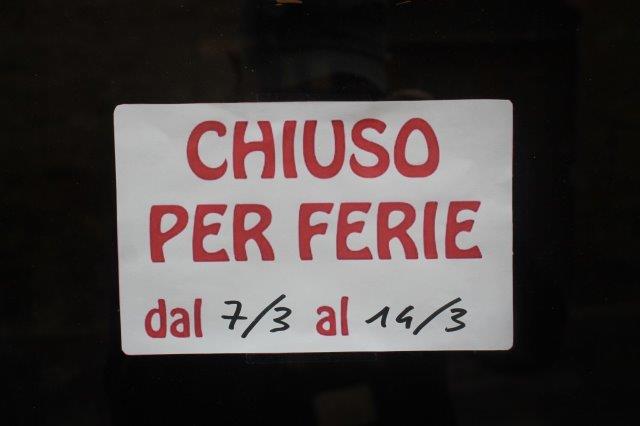 CHIUSO
PER FERIE
dal 7/3 al 14/3